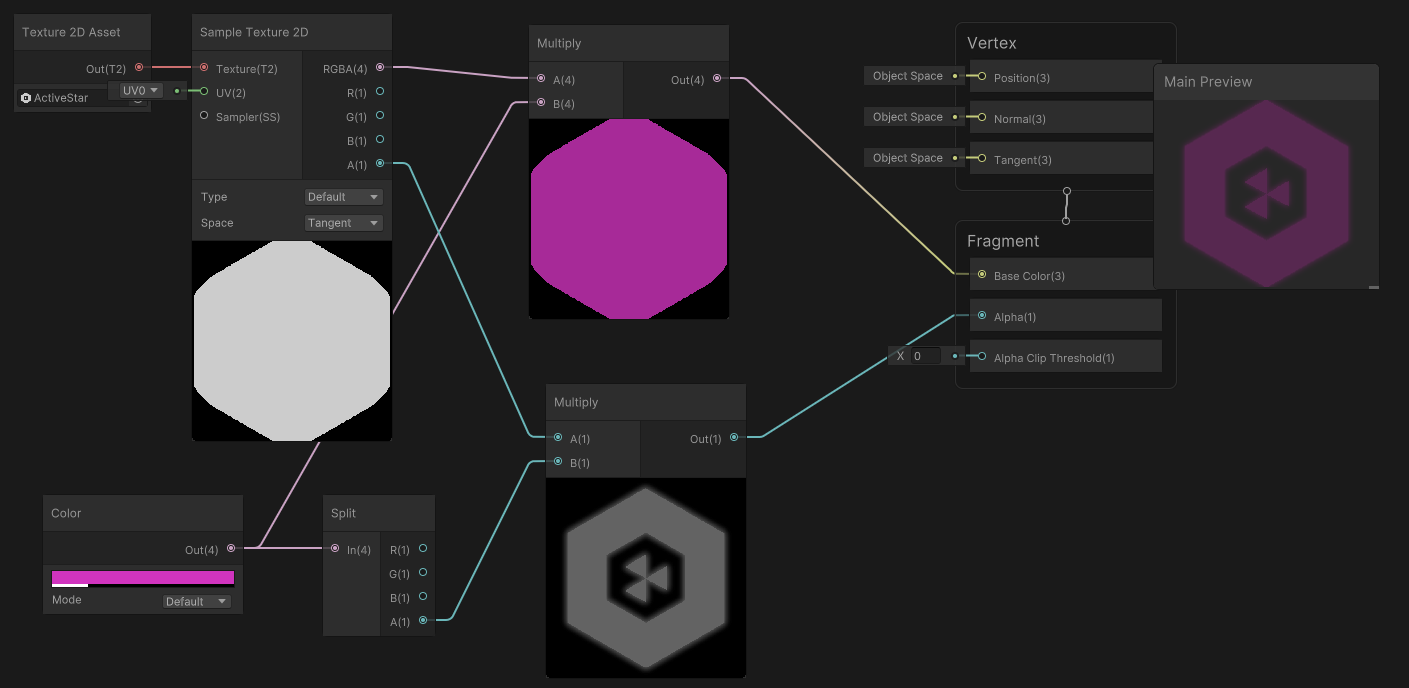 Texture 2D Asset
Out(T2)
ActiveStar
UV0
Sample Texture 2D
Texture(T2)
UV(2)
Sampler(SS)
RGBA(4)
R(1)
G(1)
B(1)
A(1)
Type
Default
Space
Tangent
Multiply
A(4)
B(4)
Out(4)
Vertex
Object Space
Position(3)
Object Space
Normal(3)
Object Space
Tangent(3)
Main Preview
Fragment
Base Color(3)
Alpha(1)
X 0
Alpha Clip Threshold(1)
Multiply
A(1)
B(1)
Out(1)
Color
Out(4)
Mode
Default
Split
In(4)
R(1)
G(1)
B(1)
A(1)